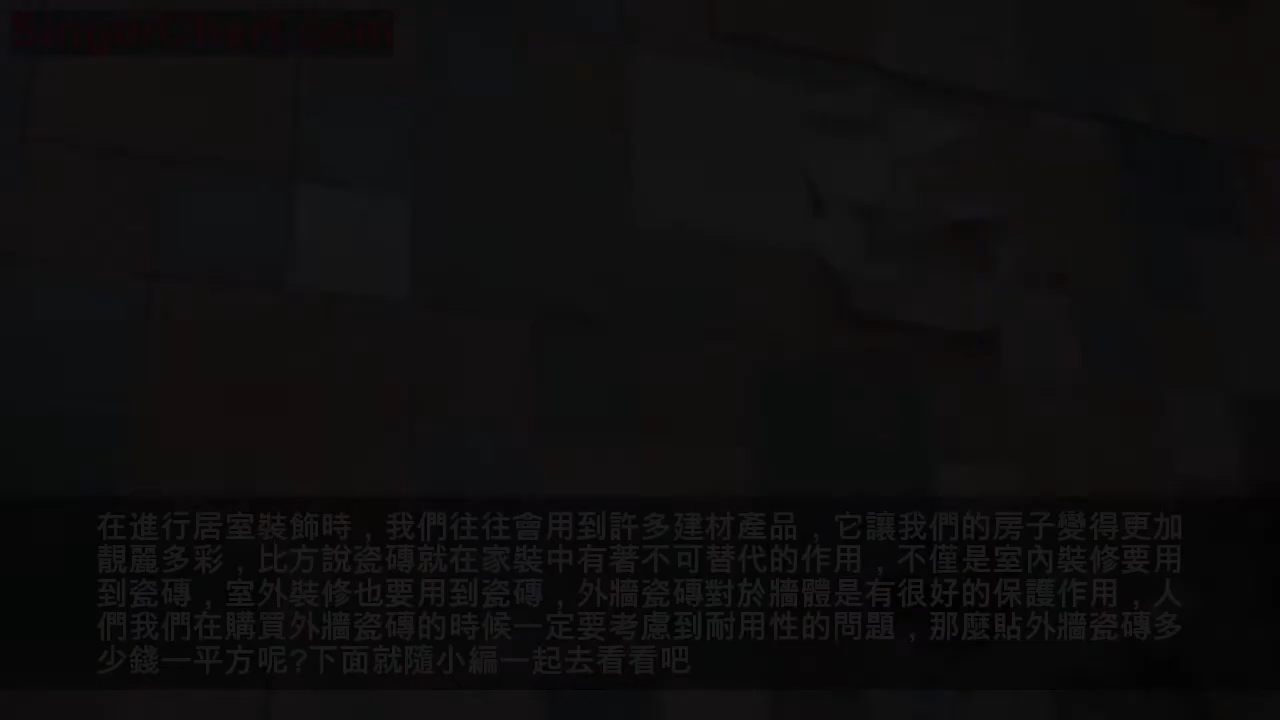 在進行居室裝飾時，我們往往會用到許多建材產品，它讓我們的房子變得更加
靚麗多彩，比方說瓷磚就在家裝中有著不可替代的作用，不僅是室內裝修要用
到瓷磚，室外裝修也要用到瓷磚，外牆瓷磚對於牆體是有很好的保護作用，人
們我們在購買外牆瓷磚的時候一定要考慮到耐用性的問題，那麼貼外牆瓷磚多
少錢一平方呢?下面就隨小編一起去看看吧